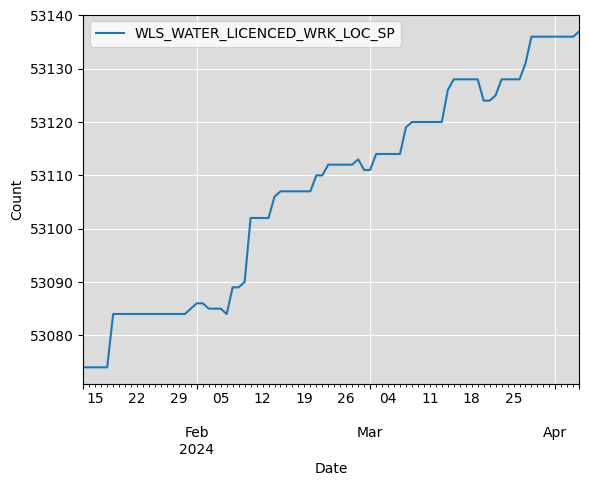 WLS_WATER_LICENCED_WRK_LOC_SP
53140
53130
53120
53110
53100
53090
53080
Count
15 22 29 05 12 19 26 04 11 18 25
Feb Mar Apr
2024
Date